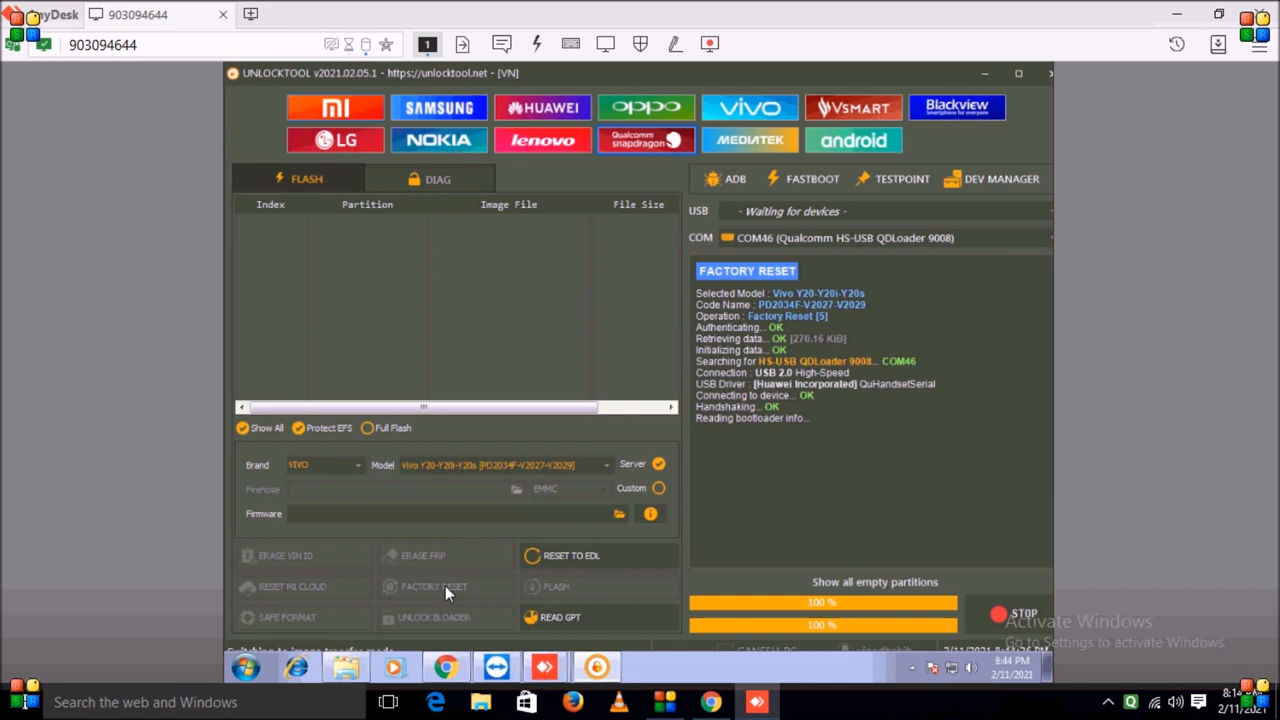 AnyDesk
903094644
903094644
1
UNLOCKTOOL v2021.02.05.1 - https://unlocktool.net - [VN]
MI SAMSUNG HUAWEI OPPO VIVO VSMART Blackview
LG NOKIA lenovo Qualcomm snapdragon MEDIATEK android
FLASH DIAG
ADB FASTBOOT TESTPOINT DEV MANAGER
Index Partition Image File File Size
USB - Waiting for devices -
COM COM46 (Qualcomm HS-USB QDLoader 9008)
FACTORY RESET
Selected Model : Vivo Y20-Y20i-Y20s
Code Name : PD2034F-V2027-V2029
Operation : Factory Reset [5]
Authenticating... OK
Retrieving data... OK [270.16 KiB]
Initializing data... OK
Searching for HS-USB QDLoader 9008... COM46
Connection : USB 2.0 High-Speed
USB Driver : [Huawei Incorporated] QuHandsetSerial
Connecting to device... OK
Handshaking... OK
Reading bootloader info...
Show All Protect EFS Full Flash
Brand VIVO Model Vivo Y20-Y20i-Y20s [PD2034F-V2027-V2029] Server
Firehose EMMC Custom
Firmware
ERASE VIN ID ERASE FRP RESET TO EDL
RESET MI CLOUD FACTORY RESET FLASH
SAFE FORMAT UNLOCK BLOADER READ GPT
Show all empty partitions
100 %
100 %
STOP
Activate Windows
Go to Settings to activate Windows.
8:44 PM
2/11/2021
Search the web and Windows